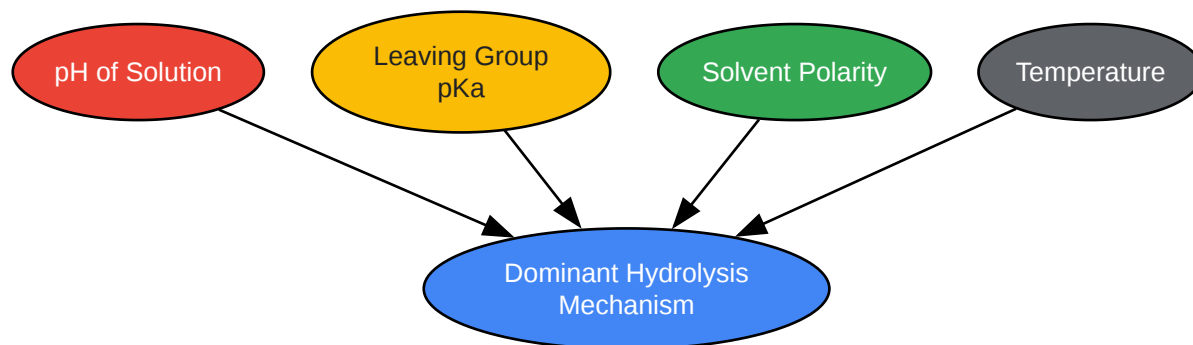 pH of Solution
Leaving Group
pKa
Solvent Polarity
Temperature
Dominant Hydrolysis
Mechanism